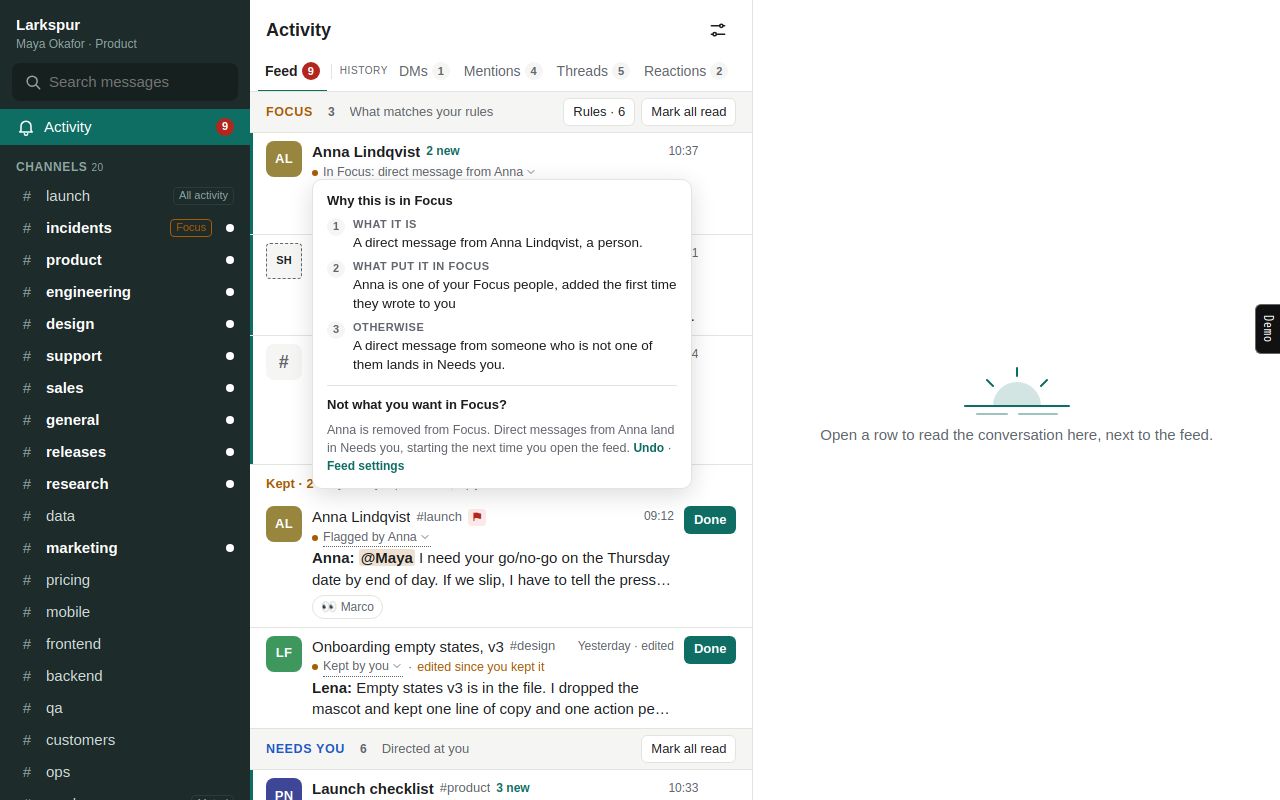 Larkspur
Maya Okafor · Product
Search messages
Activity
9
CHANNELS 20
# launch
All activity
# incidents
Focus
# product
# engineering
# design
# support
# sales
# general
# releases
# research
# data
# marketing
# pricing
# mobile
# frontend
# backend
# qa
# customers
# ops
Activity
Feed 9
HISTORY
DMs 1
Mentions 4
Threads 5
Reactions 2
FOCUS 3 What matches your rules
Rules · 6
Mark all read
AL
Anna Lindqvist 2 new
10:37
In Focus: direct message from Anna
SH
#
Why this is in Focus
1 WHAT IT IS
A direct message from Anna Lindqvist, a person.
2 WHAT PUT IT IN FOCUS
Anna is one of your Focus people, added the first time
they wrote to you
3 OTHERWISE
A direct message from someone who is not one of
them lands in Needs you.
Not what you want in Focus?
Anna is removed from Focus. Direct messages from Anna land
in Needs you, starting the next time you open the feed. Undo ·
Feed settings
Kept · 2
AL
Anna Lindqvist #launch
09:12
Done
Flagged by Anna
Anna: @Maya I need your go/no-go on the Thursday
date by end of day. If we slip, I have to tell the press…
👀 Marco
LF
Onboarding empty states, v3 #design
Yesterday · edited
Done
Kept by you · edited since you kept it
Lena: Empty states v3 is in the file. I dropped the
mascot and kept one line of copy and one action pe…
NEEDS YOU 6 Directed at you
Mark all read
PN
Launch checklist #product 3 new
10:33
Open a row to read the conversation here, next to the feed.
Demo